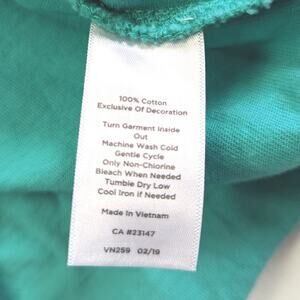 100% Cotton
Exclusive Of Decoration
Turn Garment Inside
Out
Machine Wash Cold
Gentle Cycle
Only Non-Chlorine
Bleach When Needed
Tumble Dry Low
Cool Iron if Needed
Made In Vietnam
CA #23147
VN259 02/19